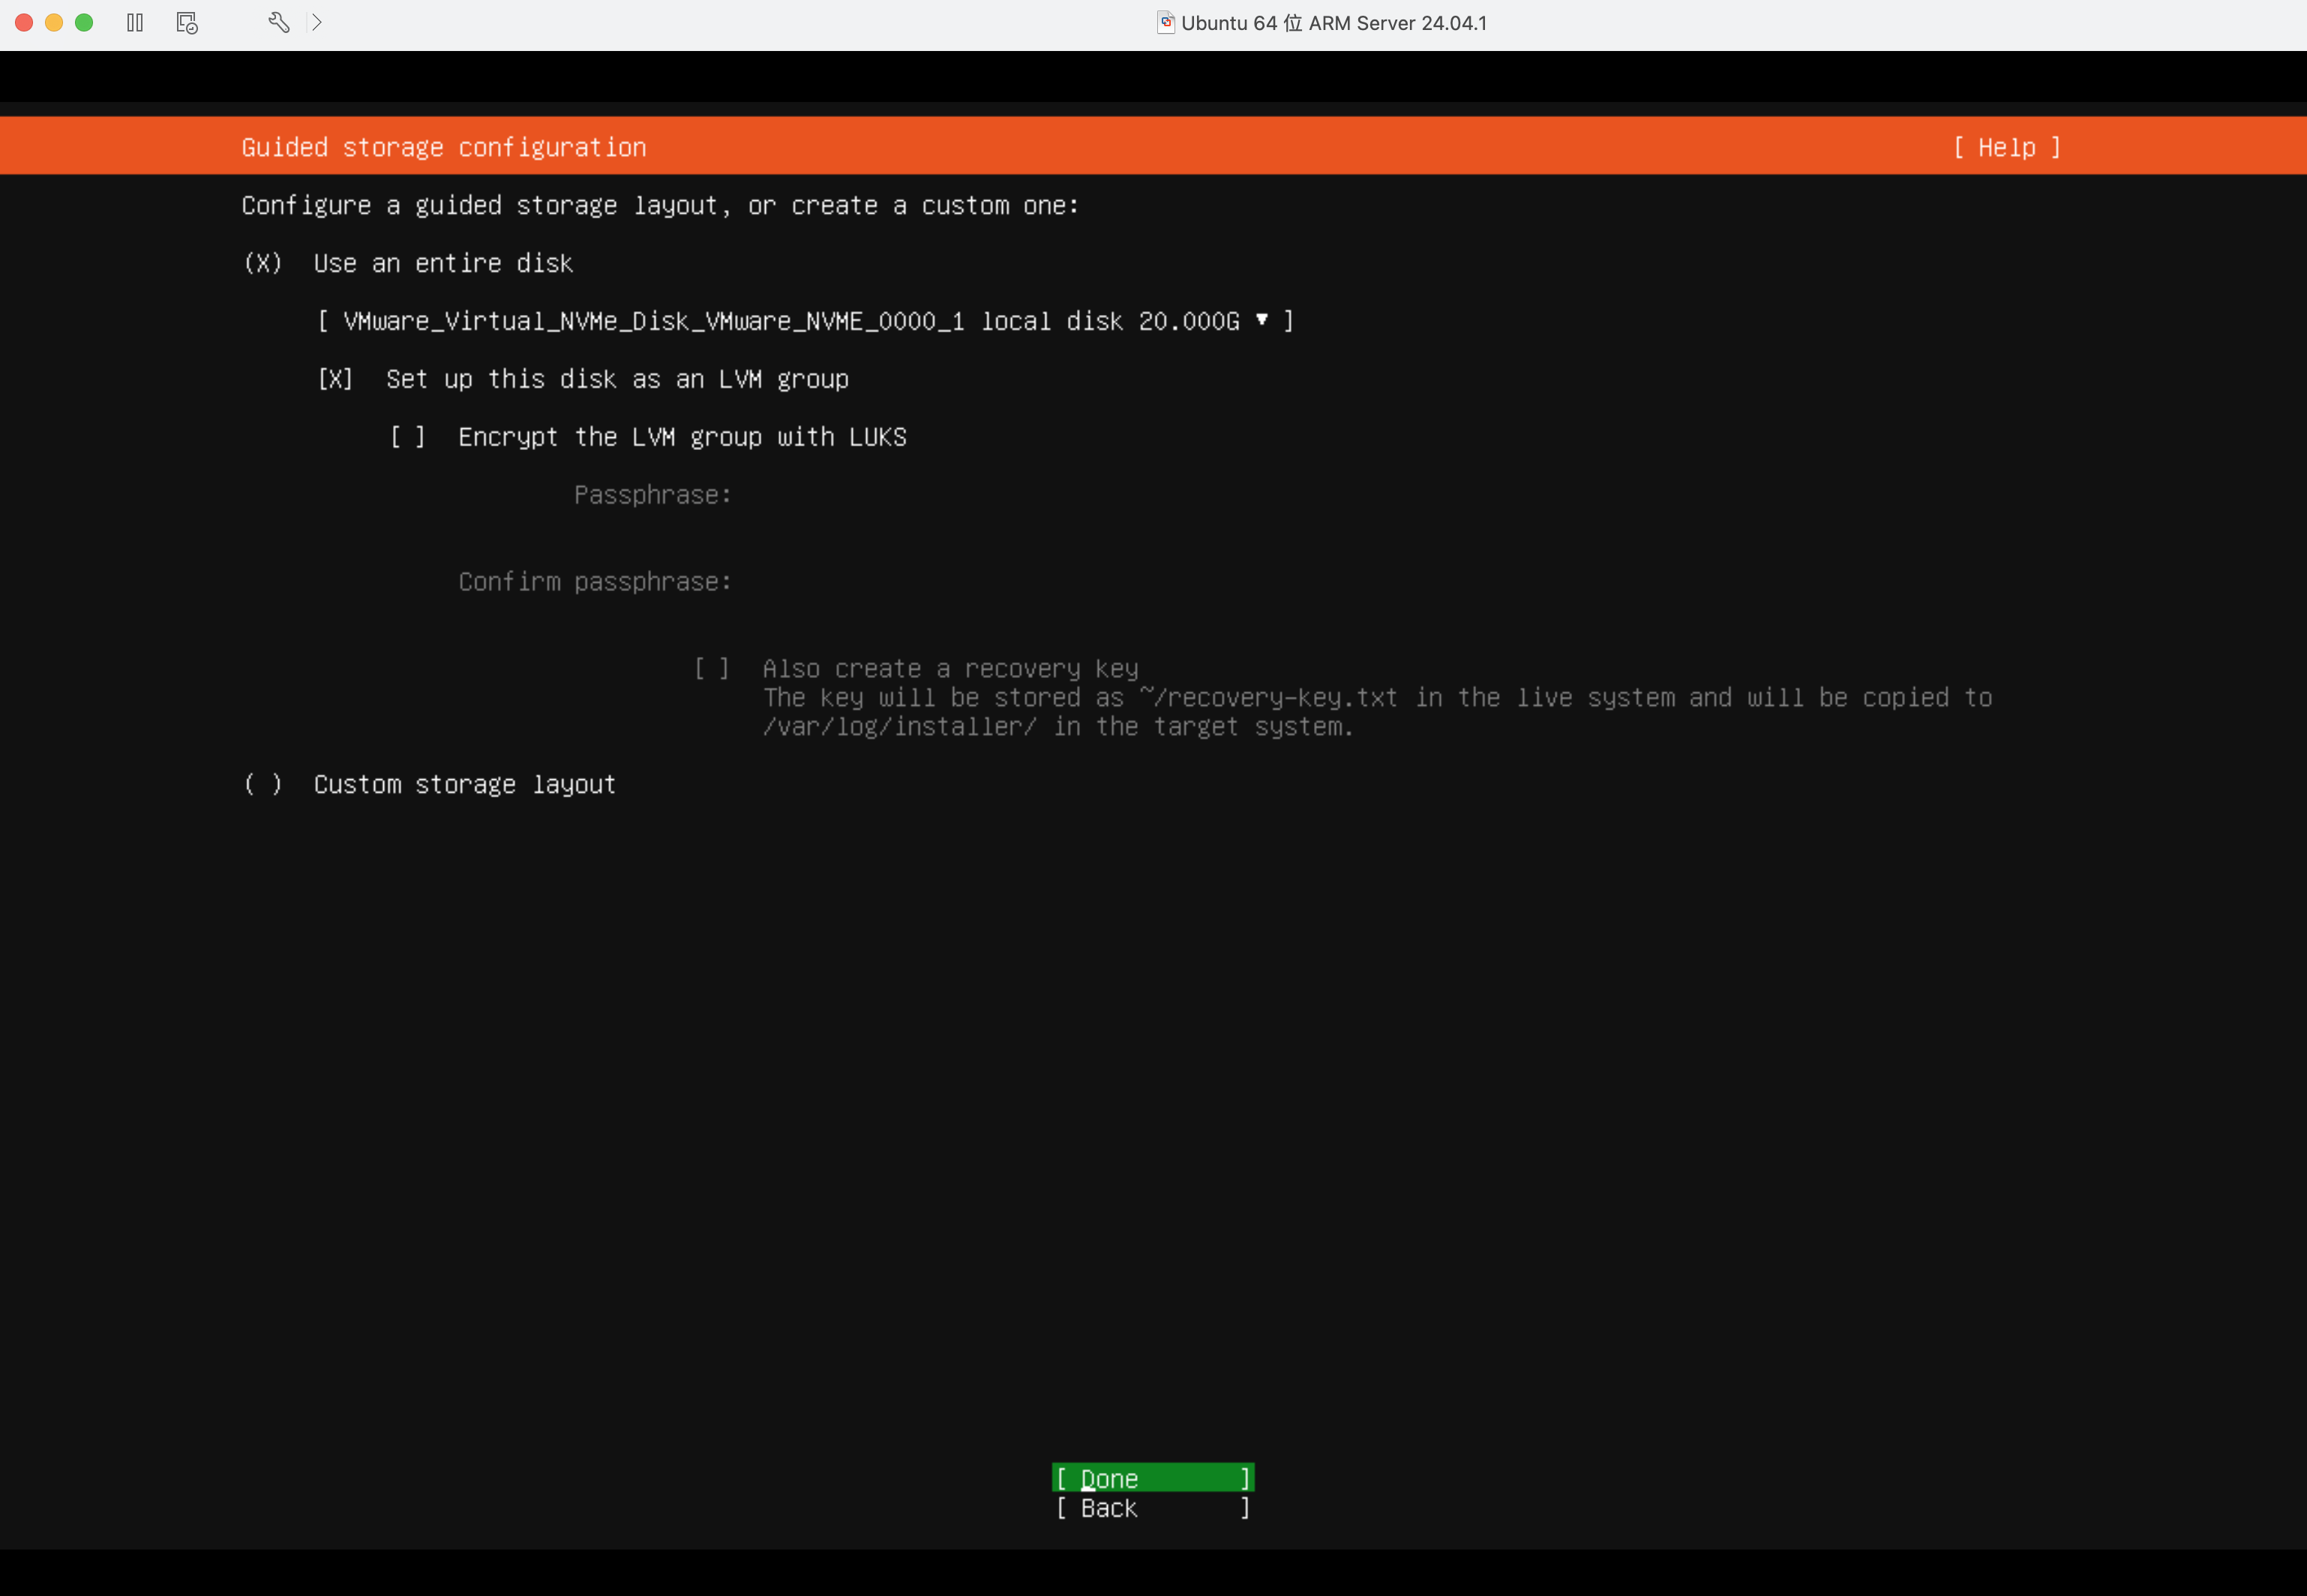 Ubuntu 64 位 ARM Server 24.04.1
Guided storage configuration [ Help ]
Configure a guided storage layout, or create a custom one:
(X) Use an entire disk
[ VMware_Virtual_NVMe_Disk_VMware_NVME_0000_1 local disk 20.000G ▾ ]
[X] Set up this disk as an LVM group
[ ] Encrypt the LVM group with LUKS
Passphrase:
Confirm passphrase:
[ ] Also create a recovery key
The key will be stored as ~/recovery-key.txt in the live system and will be copied to
/var/log/installer/ in the target system.
( ) Custom storage layout
[ Done ]
[ Back ]